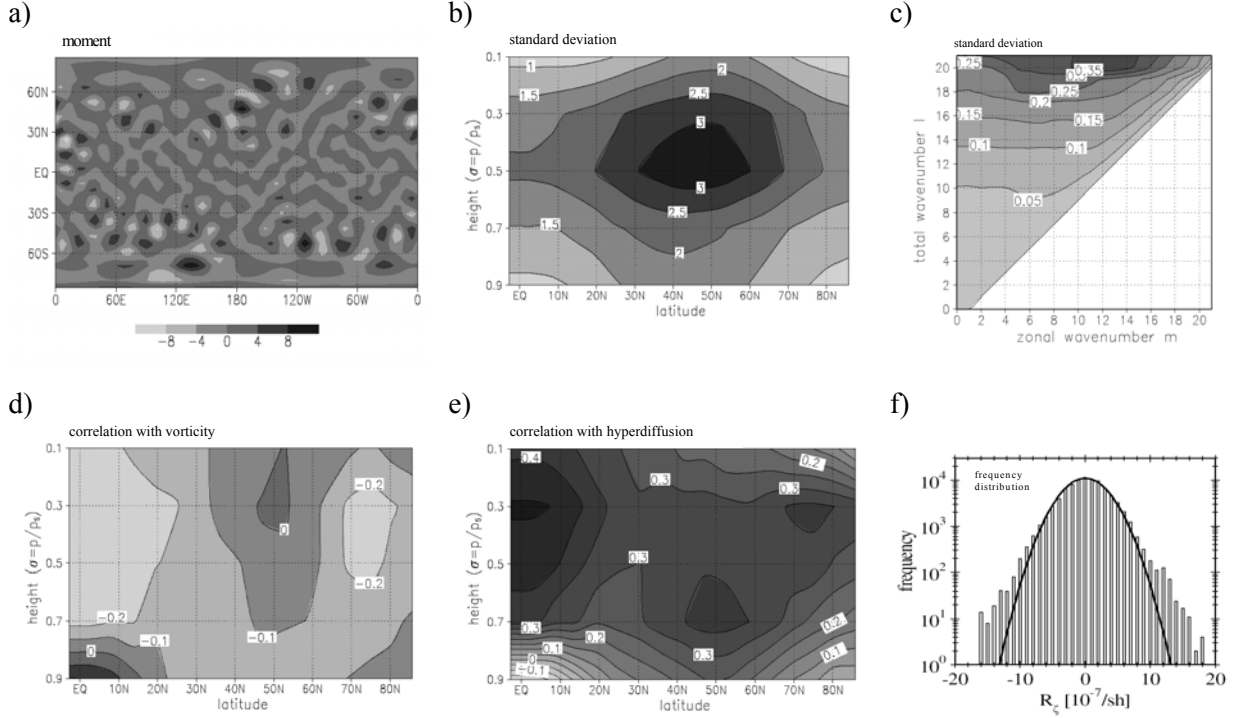 a)
moment
60N
30N
EQ
30S
60S
0 60E 120E 180 120W 60W 0
-8 -4 0 4 8
b)
standard deviation
height (σ=p/pₛ)
0.1
0.3
0.5
0.7
0.9
1
1.5
2
2.5
3
3
2.5
1.5
2
EQ 10N 20N 30N 40N 50N 60N 70N 80N
latitude
c)
standard deviation
total wavenumber l
20
18
16
14
12
10
8
6
4
2
0
0.25
0.35
0.25
0.2
0.15
0.15
0.1
0.1
0.05
0 2 4 6 8 10 12 14 16 18 20
zonal wavenumber m
d)
correlation with vorticity
height (σ=p/pₛ)
0.1
0.3
0.5
0.7
0.9
-0.2
0
-0.2
-0.2
-0.1
-0.1
0
EQ 10N 20N 30N 40N 50N 60N 70N 80N
latitude
e)
correlation with hyperdiffusion
height (σ=p/pₛ)
0.1
0.3
0.5
0.7
0.9
0.4
0.2
0.3
0.3
0.3
0.3
0.2
0.2
0.1
0.3
0.1
0
-0.1
EQ 10N 20N 30N 40N 50N 60N 70N 80N
latitude
f)
frequency
distribution
frequency
10⁴
10³
10²
10¹
10⁰
-20 -10 0 10 20
R_ζ [10⁻⁷/sh]